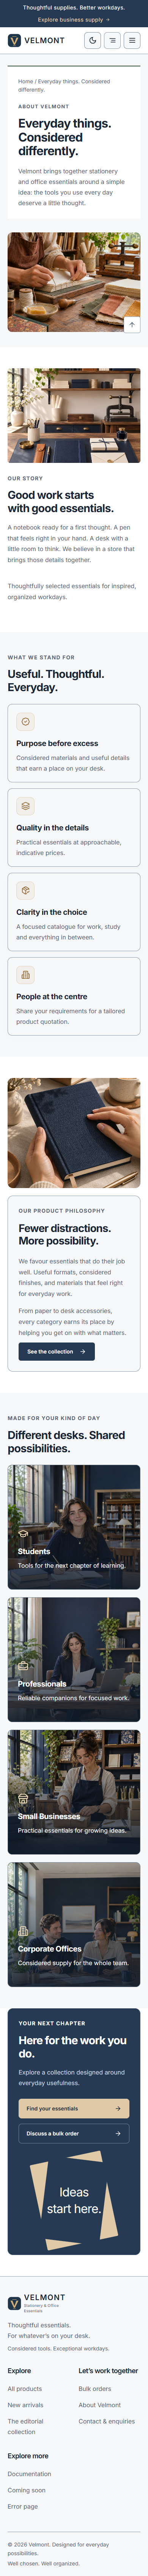 Thoughtful supplies. Better workdays.
Explore business supply →
VELMONT
Home / Everyday things. Considered
differently.
ABOUT VELMONT
Everyday things.
Considered
differently.
Velmont brings together stationery
and office essentials around a simple
idea: the tools you use every day
deserve a little thought.
OUR STORY
Good work starts
with good essentials.
A notebook ready for a first thought. A pen
that feels right in your hand. A desk with a
little room to think. We believe in a store that
brings those details together.
Thoughtfully selected essentials for inspired,
organized workdays.
WHAT WE STAND FOR
Useful. Thoughtful.
Everyday.
Purpose before excess
Considered materials and useful details
that earn a place on your desk.
Quality in the details
Practical essentials at approachable,
indicative prices.
Clarity in the choice
A focused catalogue for work, study
and everything in between.
People at the centre
Share your requirements for a tailored
product quotation.
OUR PRODUCT PHILOSOPHY
Fewer distractions.
More possibility.
We favour essentials that do their job
well. Useful formats, considered
finishes, and materials that feel right
for everyday work.
From paper to desk accessories,
every category earns its place by
helping you get on with what matters.
See the collection →
MADE FOR YOUR KIND OF DAY
Different desks. Shared
possibilities.
Students
Tools for the next chapter of learning.
Professionals
Reliable companions for focused work.
Small Businesses
Practical essentials for growing ideas.
Corporate Offices
Considered supply for the whole team.
YOUR NEXT CHAPTER
Here for the work you
do.
Explore a collection designed around
everyday usefulness.
Find your essentials →
Discuss a bulk order →
Ideas
start here.
VELMONT
Stationery & Office
Essentials
Thoughtful essentials.
For whatever's on your desk.
Considered tools. Exceptional workdays.
Explore
Let's work together
All products
Bulk orders
New arrivals
About Velmont
The editorial
collection
Contact & enquiries
Explore more
Documentation
Coming soon
Error page
© 2026 Velmont. Designed for everyday
possibilities.
Well chosen. Well organized.